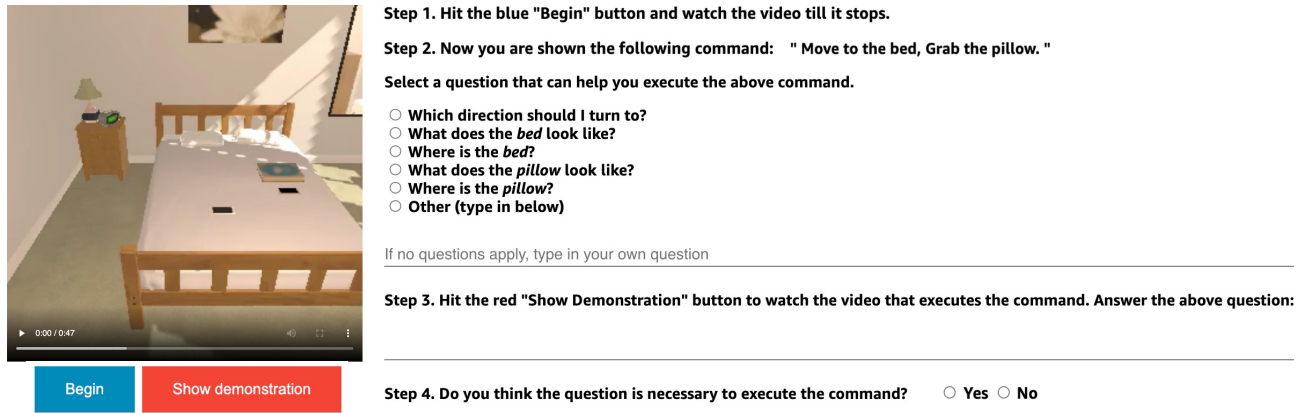 Step 1. Hit the blue "Begin" button and watch the video till it stops.
Step 2. Now you are shown the following command: " Move to the bed, Grab the pillow. "
Select a question that can help you execute the above command.
Which direction should I turn to?
What does the bed look like?
Where is the bed?
What does the pillow look like?
Where is the pillow?
Other (type in below)
If no questions apply, type in your own question
Step 3. Hit the red "Show Demonstration" button to watch the video that executes the command. Answer the above question:
0:00 / 0:47
Begin
Show demonstration
Step 4. Do you think the question is necessary to execute the command? Yes No